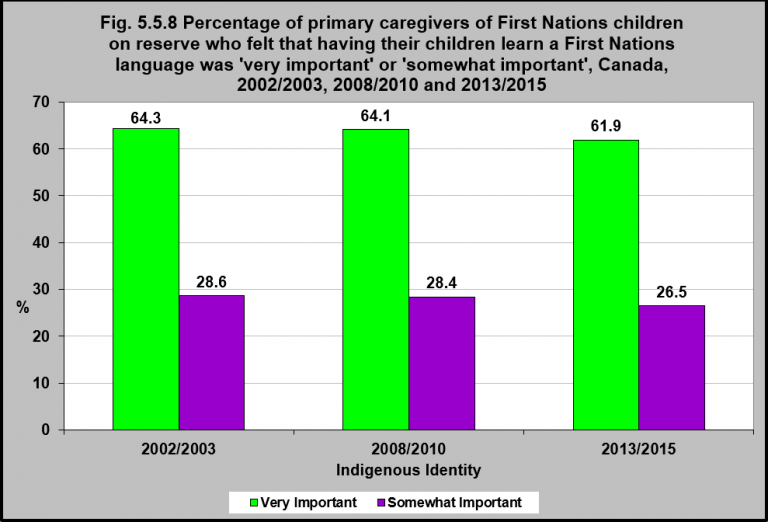 Fig. 5.5.8 Percentage of primary caregivers of First Nations children
on reserve who felt that having their children learn a First Nations
language was 'very important' or 'somewhat important', Canada,
2002/2003, 2008/2010 and 2013/2015
70
60
50
40
30
20
10
0
%
64.3
28.6
64.1
28.4
61.9
26.5
2002/2003
2008/2010
2013/2015
Indigenous Identity
Very Important
Somewhat Important